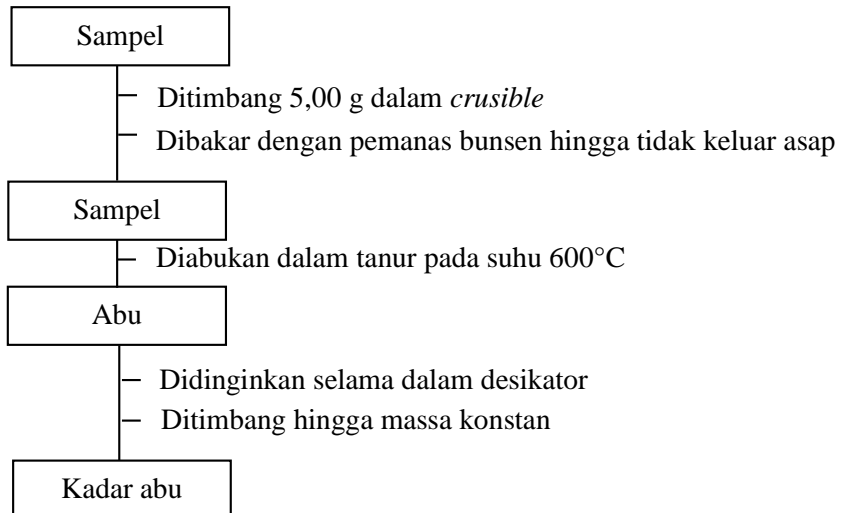 Sampel
Ditimbang 5,00 g dalam crusible
Dibakar dengan pemanas bunsen hingga tidak keluar asap
Sampel
Diabukan dalam tanur pada suhu 600°C
Abu
Didinginkan selama dalam desikator
Ditimbang hingga massa konstan
Kadar abu